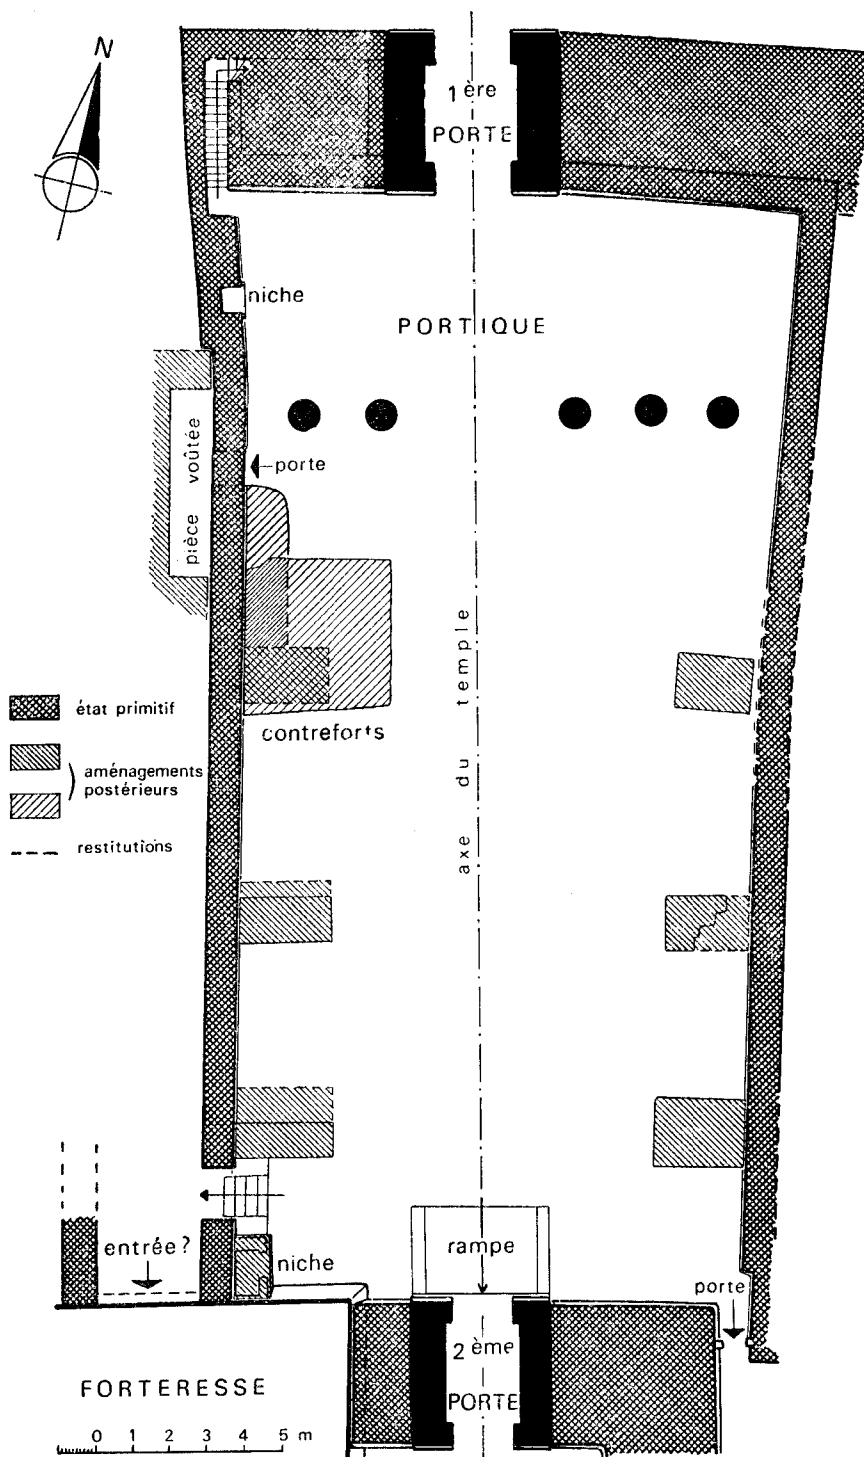 N
1ère
PORTE
niche
PORTIQUE
pièce voûtée
porte
axe du temple
état primitif
contreforts
aménagements
postérieurs
restitutions
entrée?
niche
rampe
porte
2ème
PORTE
FORTERESSE
0 1 2 3 4 5 m